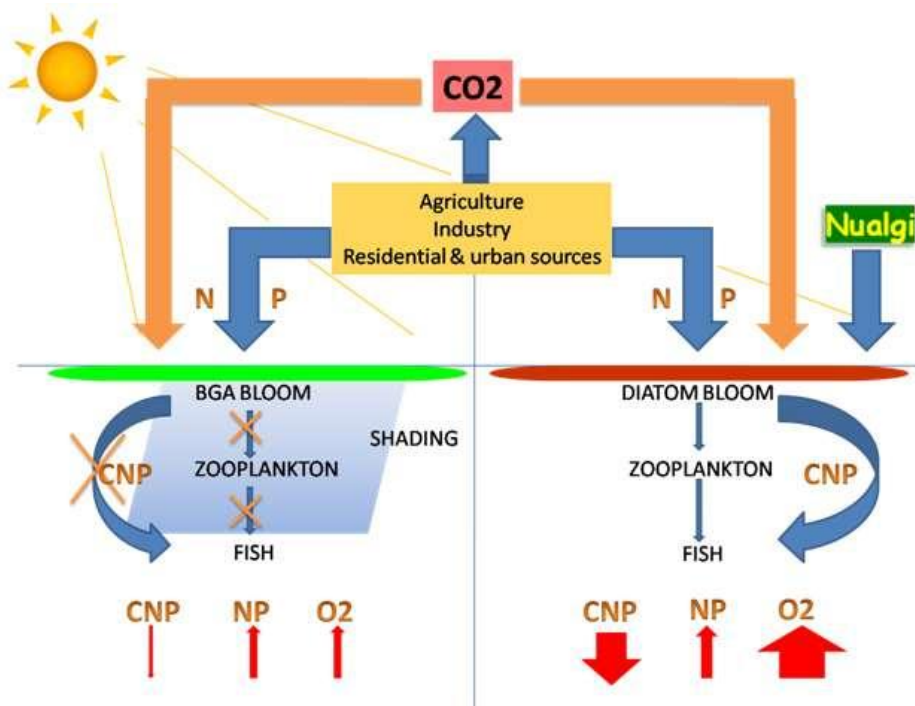 CO2
Agriculture
Industry
Residential & urban sources
Nualgi
N P
N P
BGA BLOOM
DIATOM BLOOM
SHADING
CNP
ZOOPLANKTON
ZOOPLANKTON
CNP
FISH
FISH
CNP NP O2
CNP NP O2